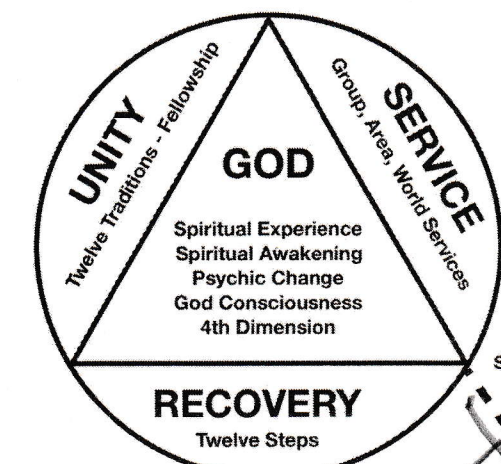 UNITY
Twelve Traditions - Fellowship
SERVICE
Group, Area, World Services
GOD
Spiritual Experience
Spiritual Awakening
Psychic Change
God Consciousness
4th Dimension
RECOVERY
Twelve Steps